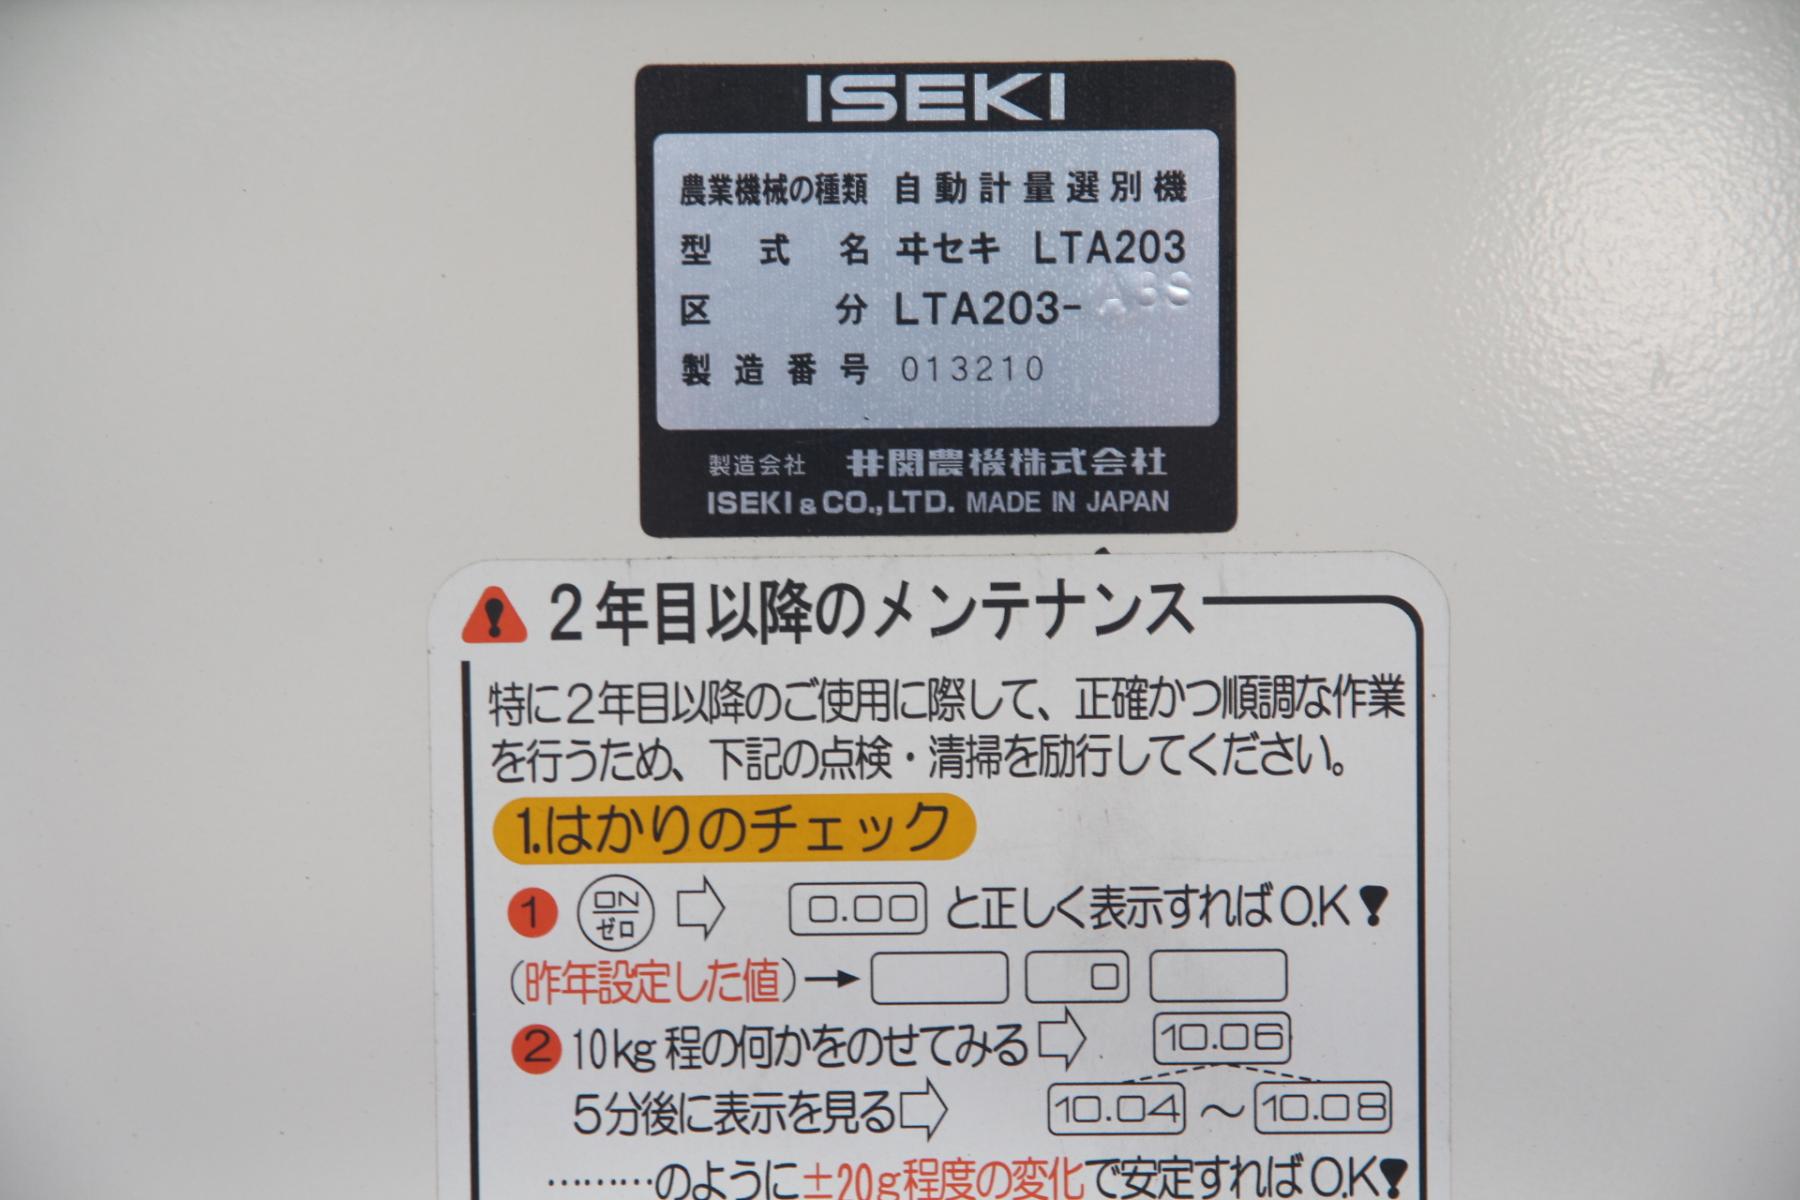 ISEKI
農業機械の種類 自動計量選別機
型式名 ヰセキ LTA203
区分 LTA203-
製造番号 013210
製造会社 井関農機株式会社
ISEKI & CO., LTD. MADE IN JAPAN
2年目以降のメンテナンス
特に2年目以降のご使用に際して、正確かつ順調な作業
を行うため、下記の点検・清掃を励行してください。
1.はかりのチェック
1 ON ゼロ ⇨ 0.00 と正しく表示すればO.K!
(昨年設定した値)→ 0
2 10kg程の何かをのせてみる⇨ 10.06
5分後に表示を見る⇨ 10.04 ~ 10.08
………のように±20g程度の変化で安定すればO.K!